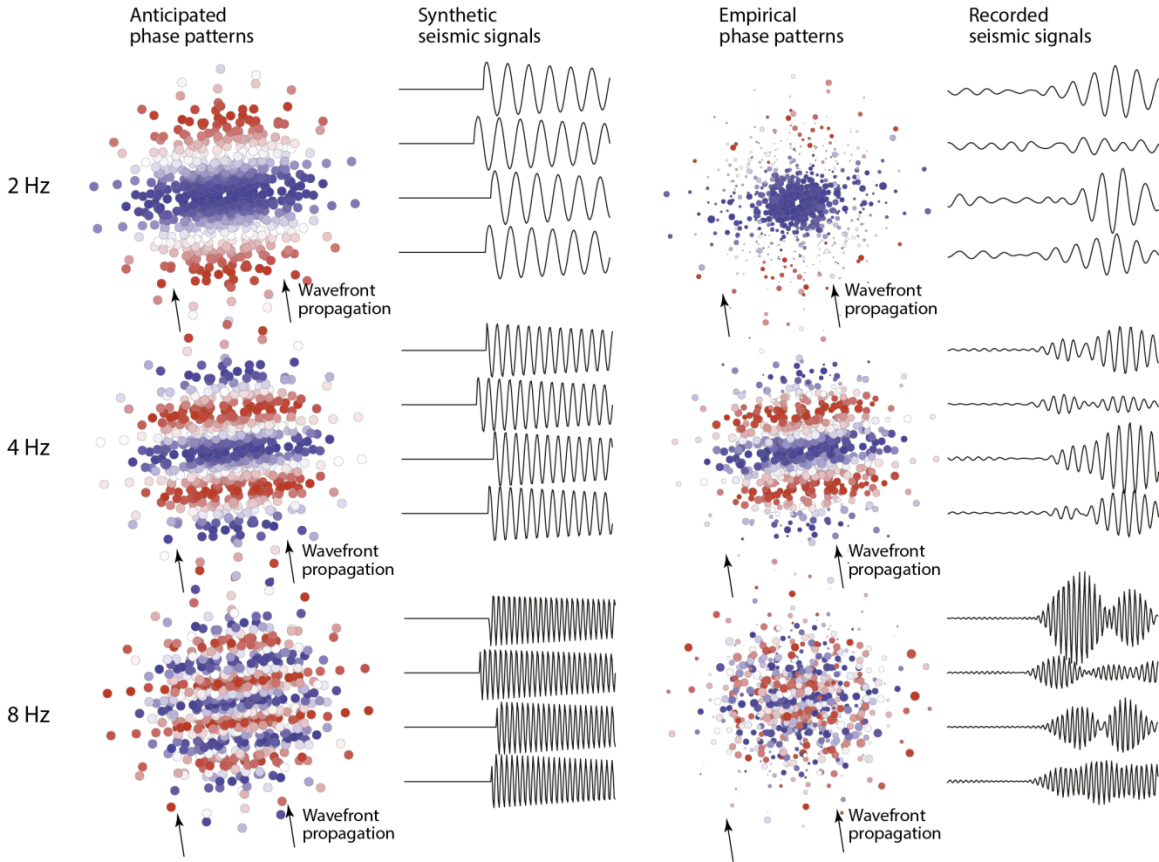 Anticipated
phase patterns
Synthetic
seismic signals
Empirical
phase patterns
Recorded
seismic signals
2 Hz
Wavefront
propagation
Wavefront
propagation
4 Hz
Wavefront
propagation
Wavefront
propagation
8 Hz
Wavefront
propagation
Wavefront
propagation